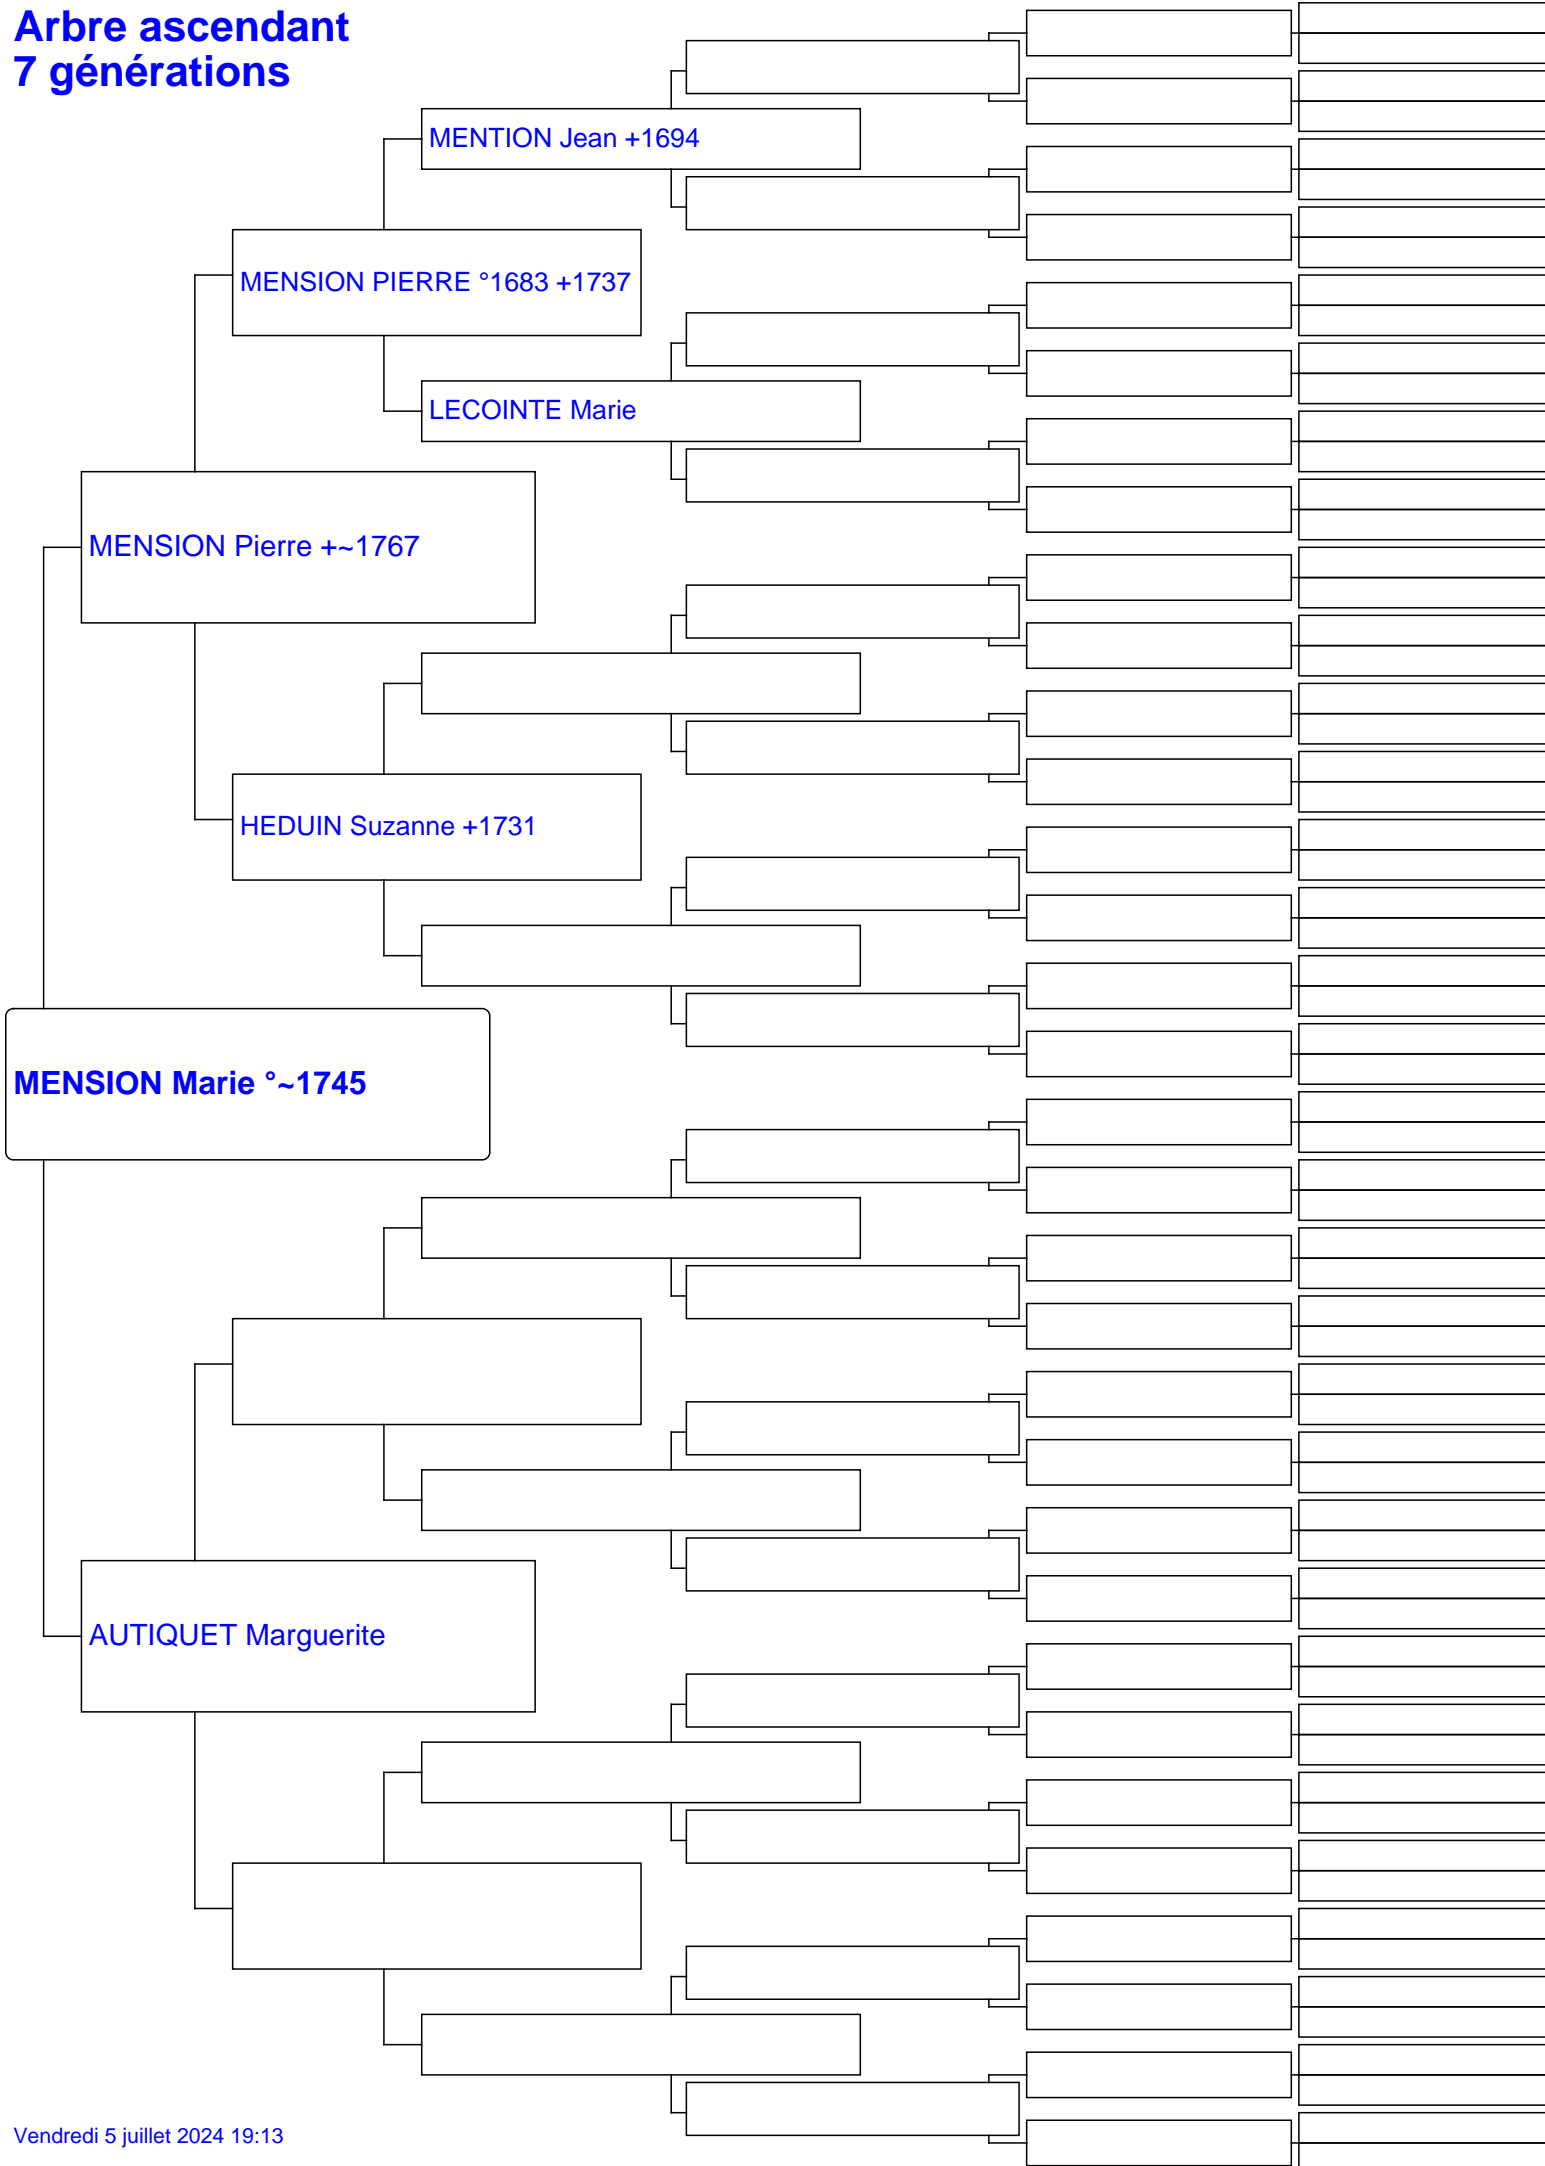 Arbre ascendant
7 générations
MENTION Jean +1694
MENSION PIERRE °1683 +1737
LECOINTE Marie
MENSION Pierre +~1767
HEDUIN Suzanne +1731
MENSION Marie °~1745
AUTIQUET Marguerite
Vendredi 5 juillet 2024 19:13